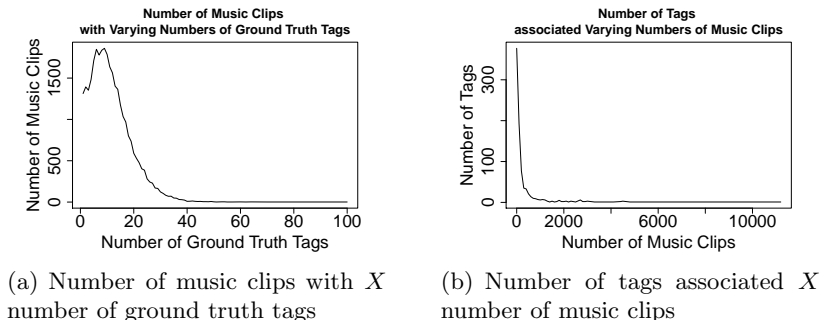 Number of Music Clips
with Varying Numbers of Ground Truth Tags
Number of Music Clips
1500
500
0
0 20 40 60 80 100
Number of Ground Truth Tags
(a) Number of music clips with X
number of ground truth tags
Number of Tags
associated Varying Numbers of Music Clips
Number of Tags
300
100
0
0 2000 6000 10000
Number of Music Clips
(b) Number of tags associated X
number of music clips